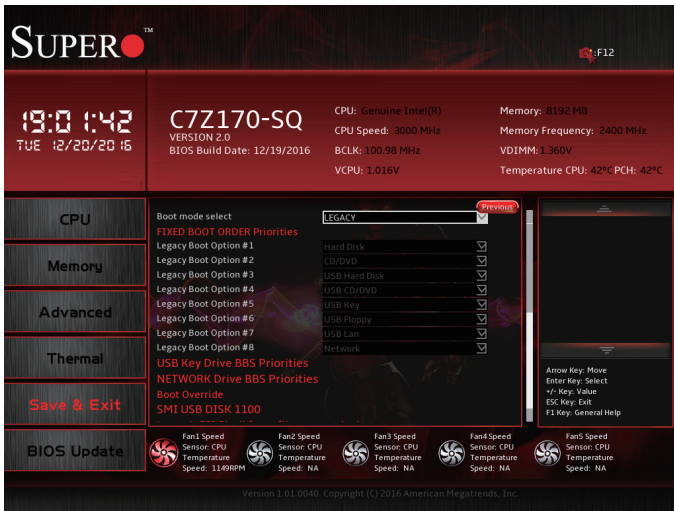 SUPERO™
:F12
19:01:42
TUE 12/20/2016
C7Z170-SQ
VERSION 2.0
BIOS Build Date: 12/19/2016
CPU: Genuine Intel(R)
CPU Speed: 3000 MHz
BCLK: 100.98 MHz
VCPU: 1.016V
Memory: 8192 MB
Memory Frequency: 2400 MHz
VDIMM: 1.360V
Temperature CPU: 42°C PCH: 42°C
CPU
Memory
Advanced
Thermal
Save & Exit
BIOS Update
Previous
Boot mode select LEGACY
FIXED BOOT ORDER Priorities
Legacy Boot Option #1 Hard Disk
Legacy Boot Option #2 CD/DVD
Legacy Boot Option #3 USB Hard Disk
Legacy Boot Option #4 USB CD/DVD
Legacy Boot Option #5 USB Key
Legacy Boot Option #6 USB Floppy
Legacy Boot Option #7 USB Lan
Legacy Boot Option #8 Network
USB Key Drive BBS Priorities
NETWORK Drive BBS Priorities
Boot Override
SMI USB DISK 1100
Arrow Key: Move
Enter Key: Select
+/- Key: Value
ESC Key: Exit
F1 Key: General Help
Fan1 Speed
Sensor: CPU
Temperature
Speed: 1149RPM
Fan2 Speed
Sensor: CPU
Temperature
Speed: NA
Fan3 Speed
Sensor: CPU
Temperature
Speed: NA
Fan4 Speed
Sensor: CPU
Temperature
Speed: NA
Fan5 Speed
Sensor: CPU
Temperature
Speed: NA
Version 1.01.0040. Copyright (C) 2016 American Megatrends, Inc.